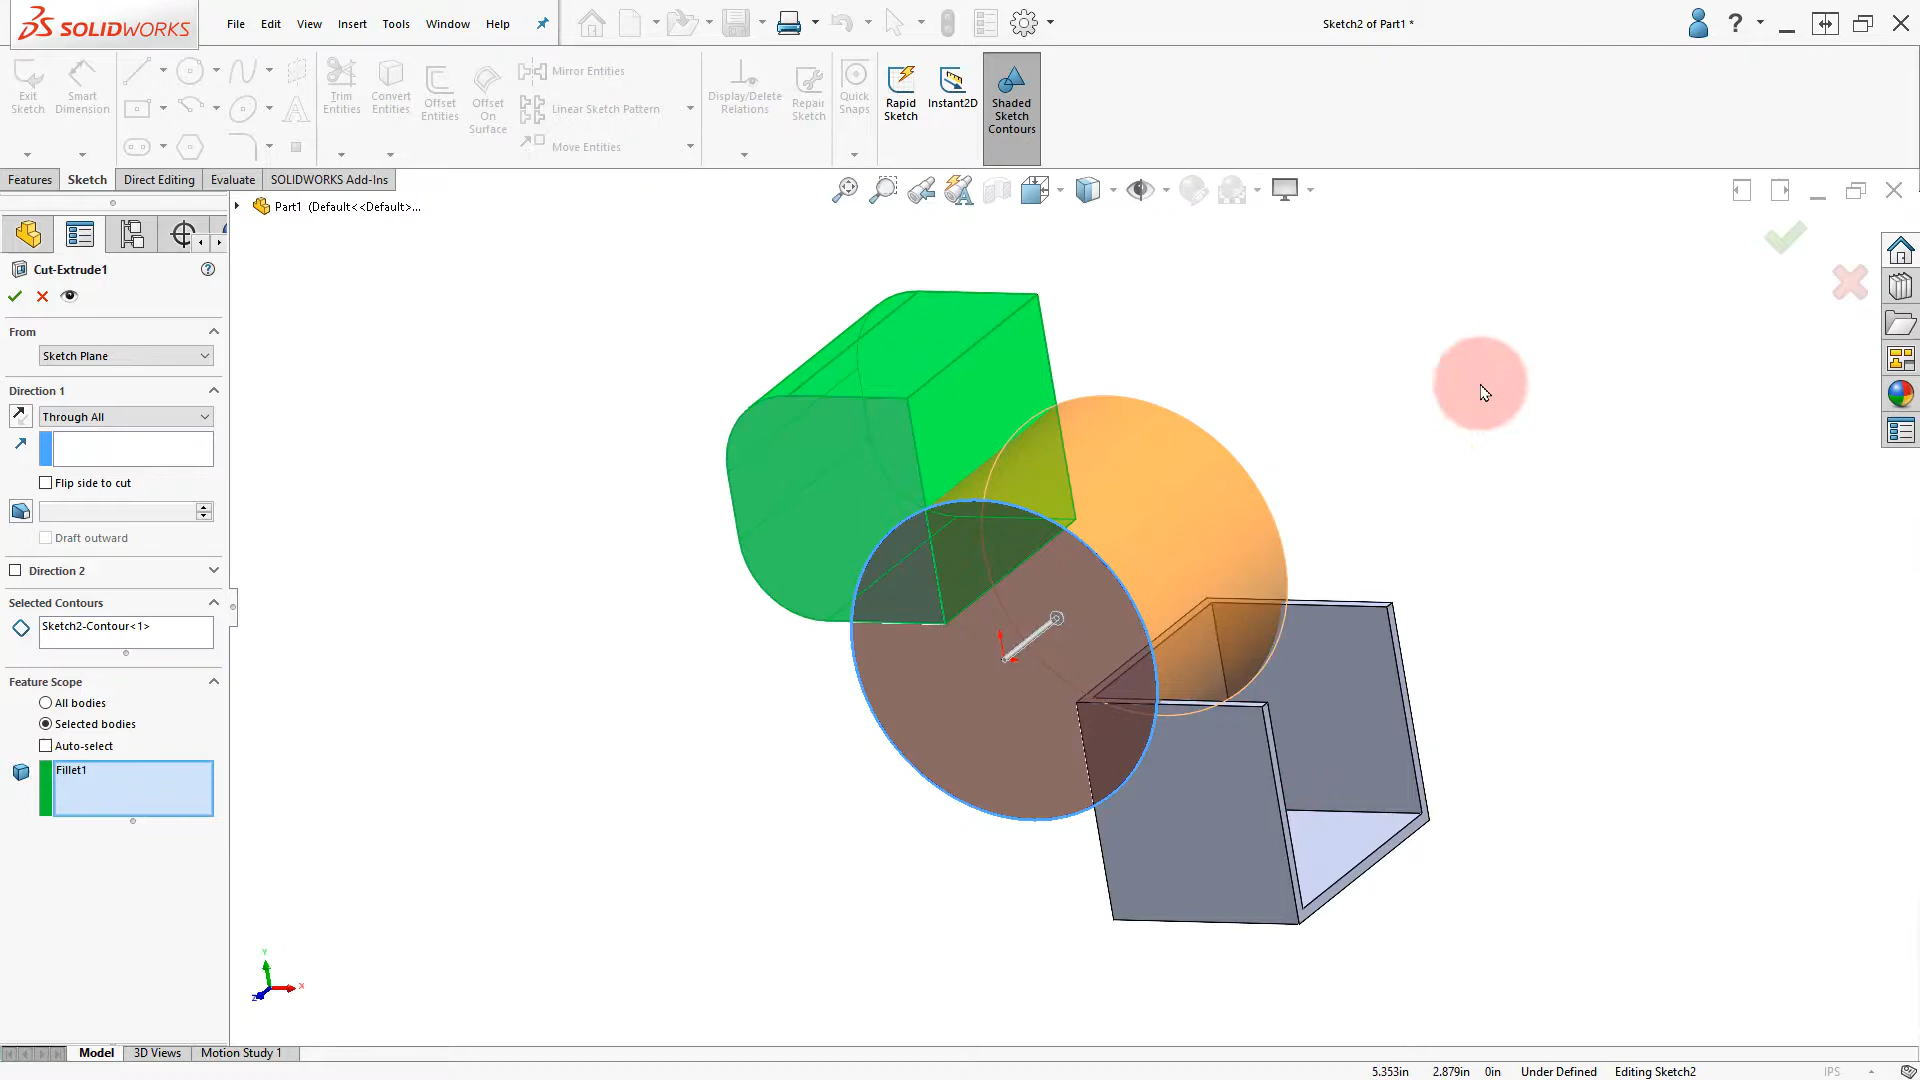 SOLIDWORKS
File Edit View Insert Tools Window Help
Sketch2 of Part1 *
Exit Sketch
Smart Dimension
Trim Entities
Convert Entities
Offset Entities
Offset On Surface
Mirror Entities
Linear Sketch Pattern
Move Entities
Display/Delete Relations
Repair Sketch
Quick Snaps
Rapid Sketch
Instant2D
Shaded Sketch Contours
Features Sketch Direct Editing Evaluate SOLIDWORKS Add-Ins
Part1 (Default<<Default>...
Cut-Extrude1
From
Sketch Plane
Direction 1
Through All
Flip side to cut
Draft outward
Direction 2
Selected Contours
Sketch2-Contour<1>
Feature Scope
All bodies
Selected bodies
Auto-select
Fillet1
Y
X
Z
Model 3D Views Motion Study 1
5.353in 2.879in 0in Under Defined Editing Sketch2 IPS